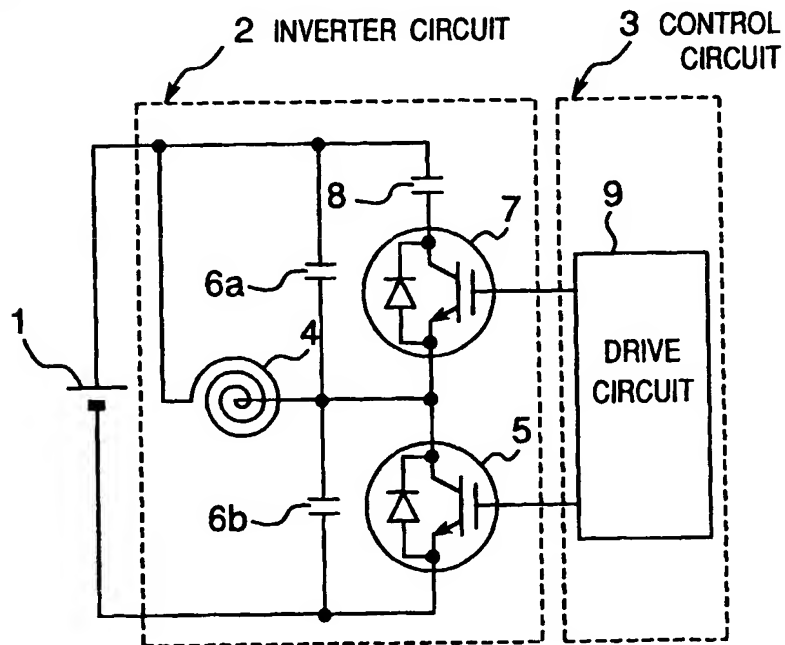 2 INVERTER CIRCUIT
3 CONTROL
CIRCUIT
8
7
9
6a
1
4
DRIVE
CIRCUIT
5
6b